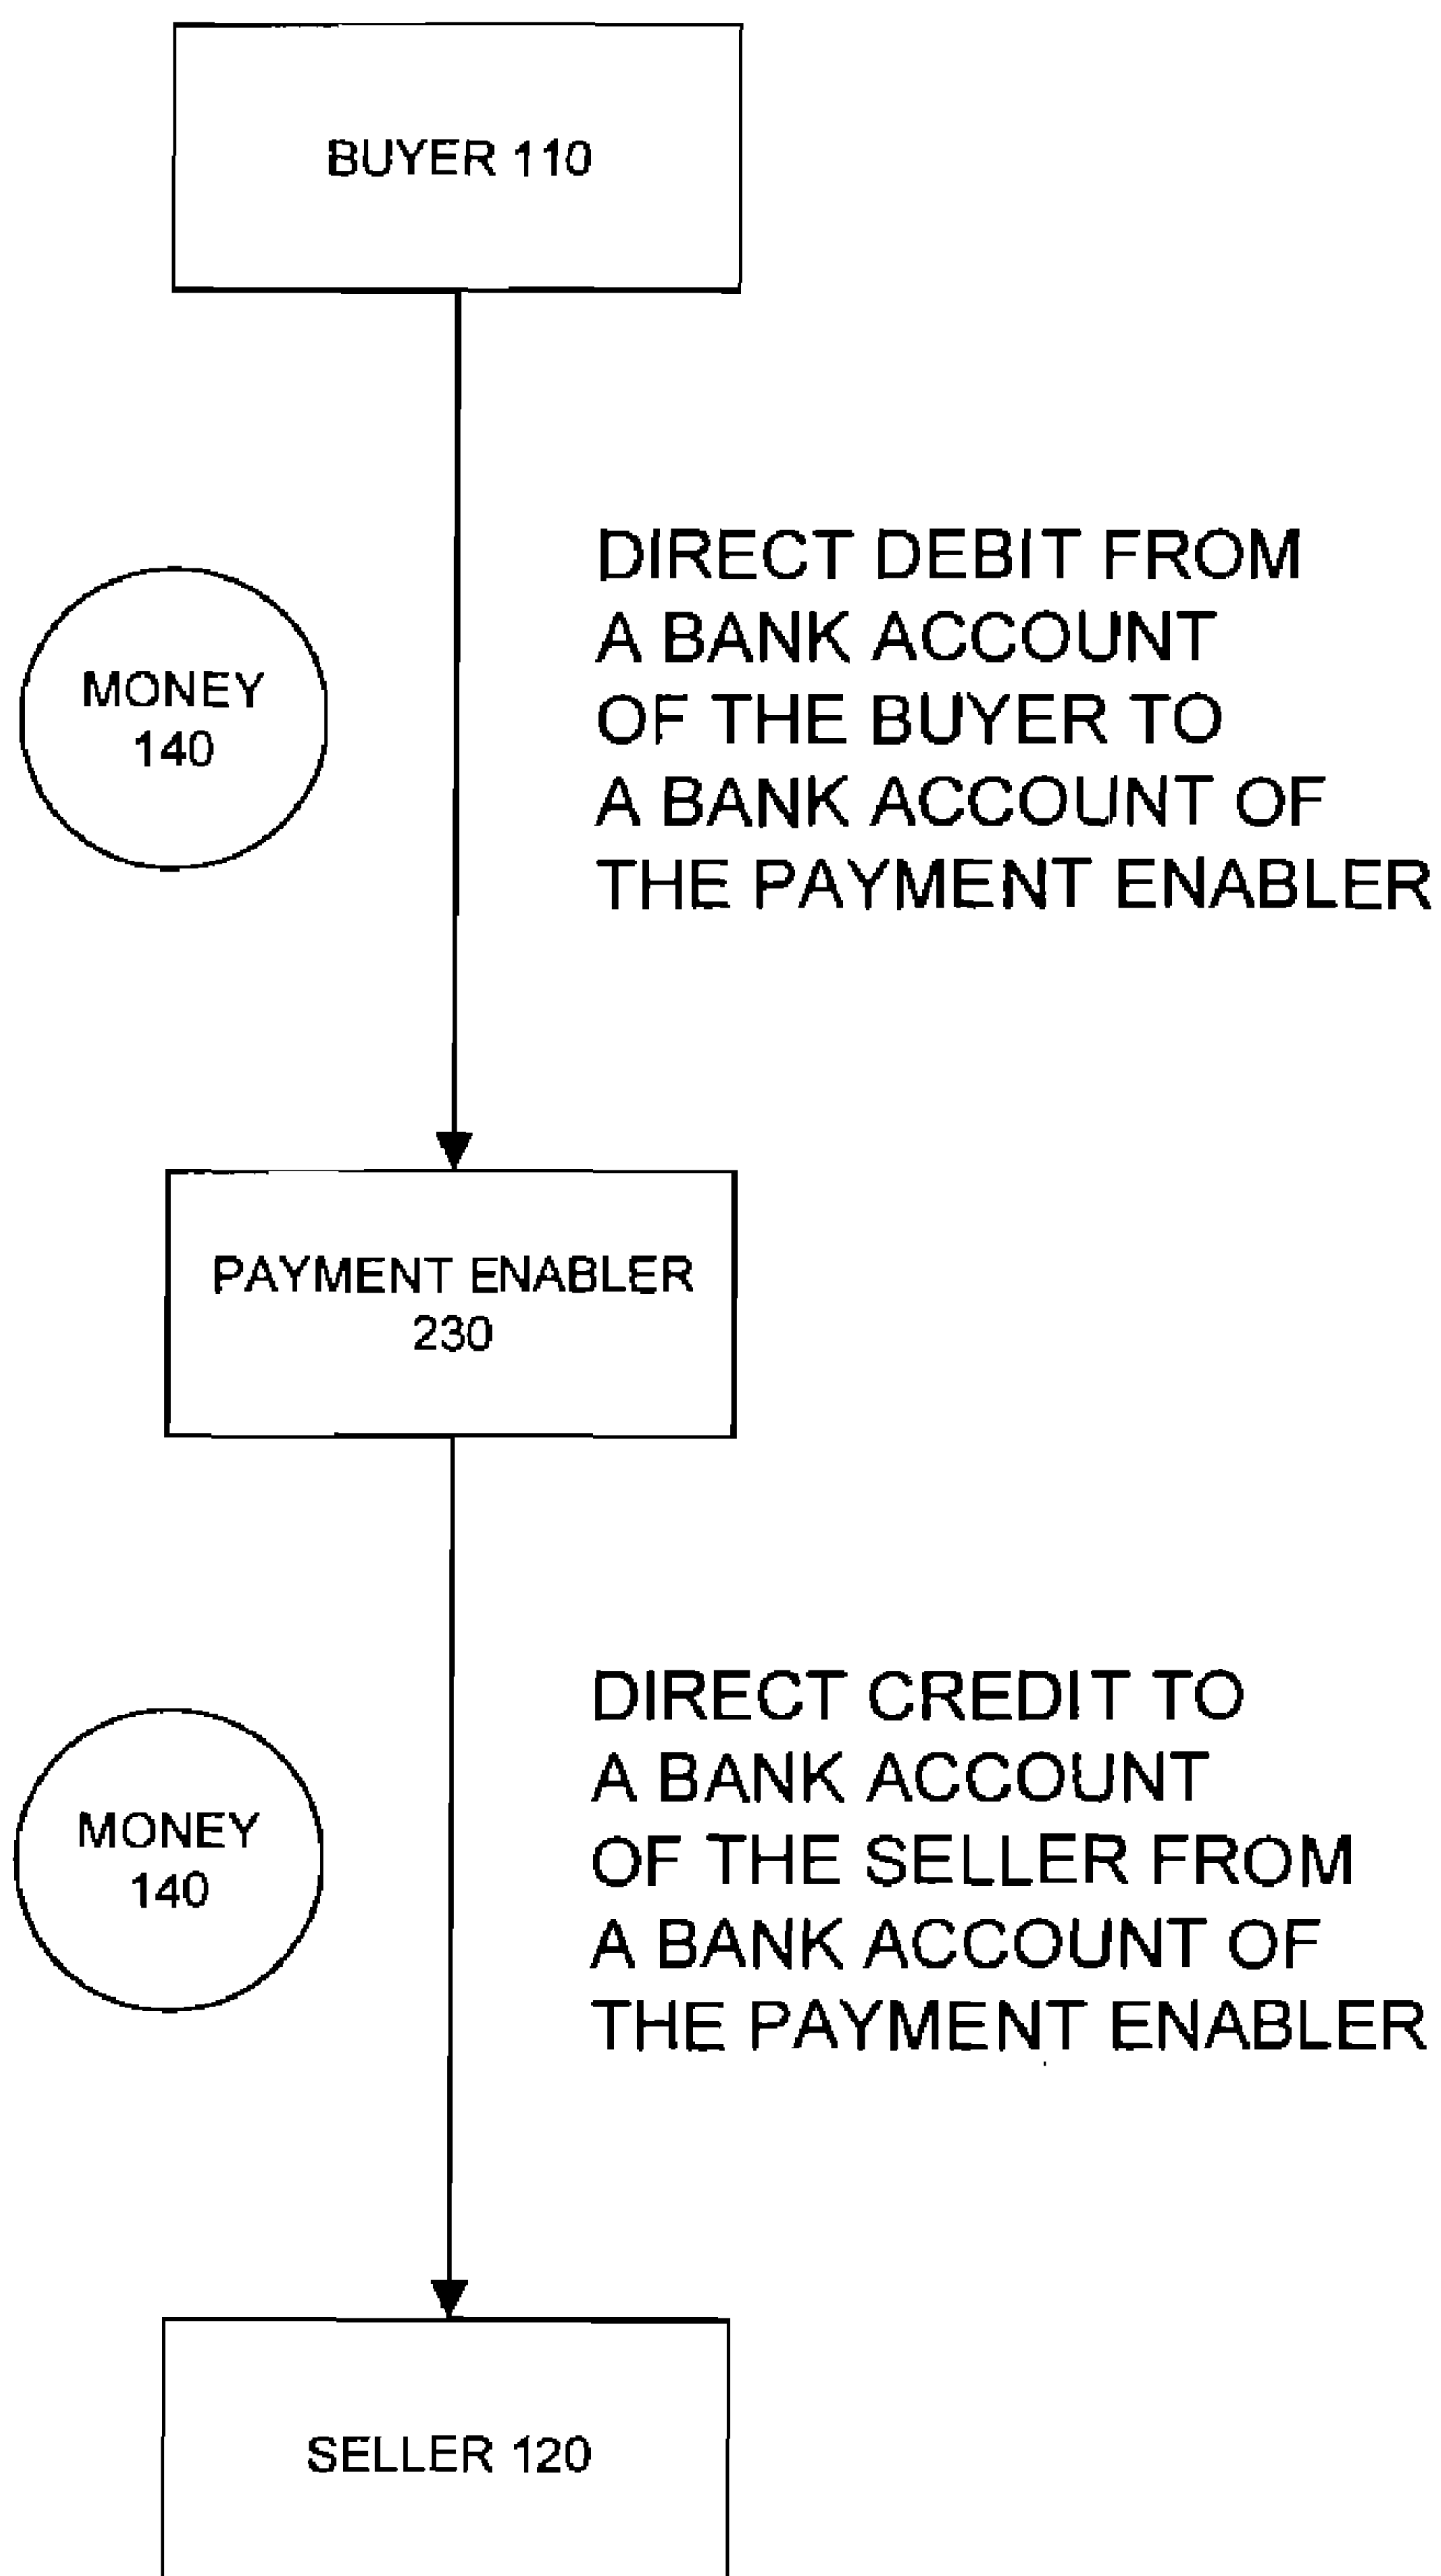 BUYER 110
MONEY
140
DIRECT DEBIT FROM
A BANK ACCOUNT
OF THE BUYER TO
A BANK ACCOUNT OF
THE PAYMENT ENABLER
PAYMENT ENABLER
230
MONEY
140
DIRECT CREDIT TO
A BANK ACCOUNT
OF THE SELLER FROM
A BANK ACCOUNT OF
THE PAYMENT ENABLER
SELLER 120